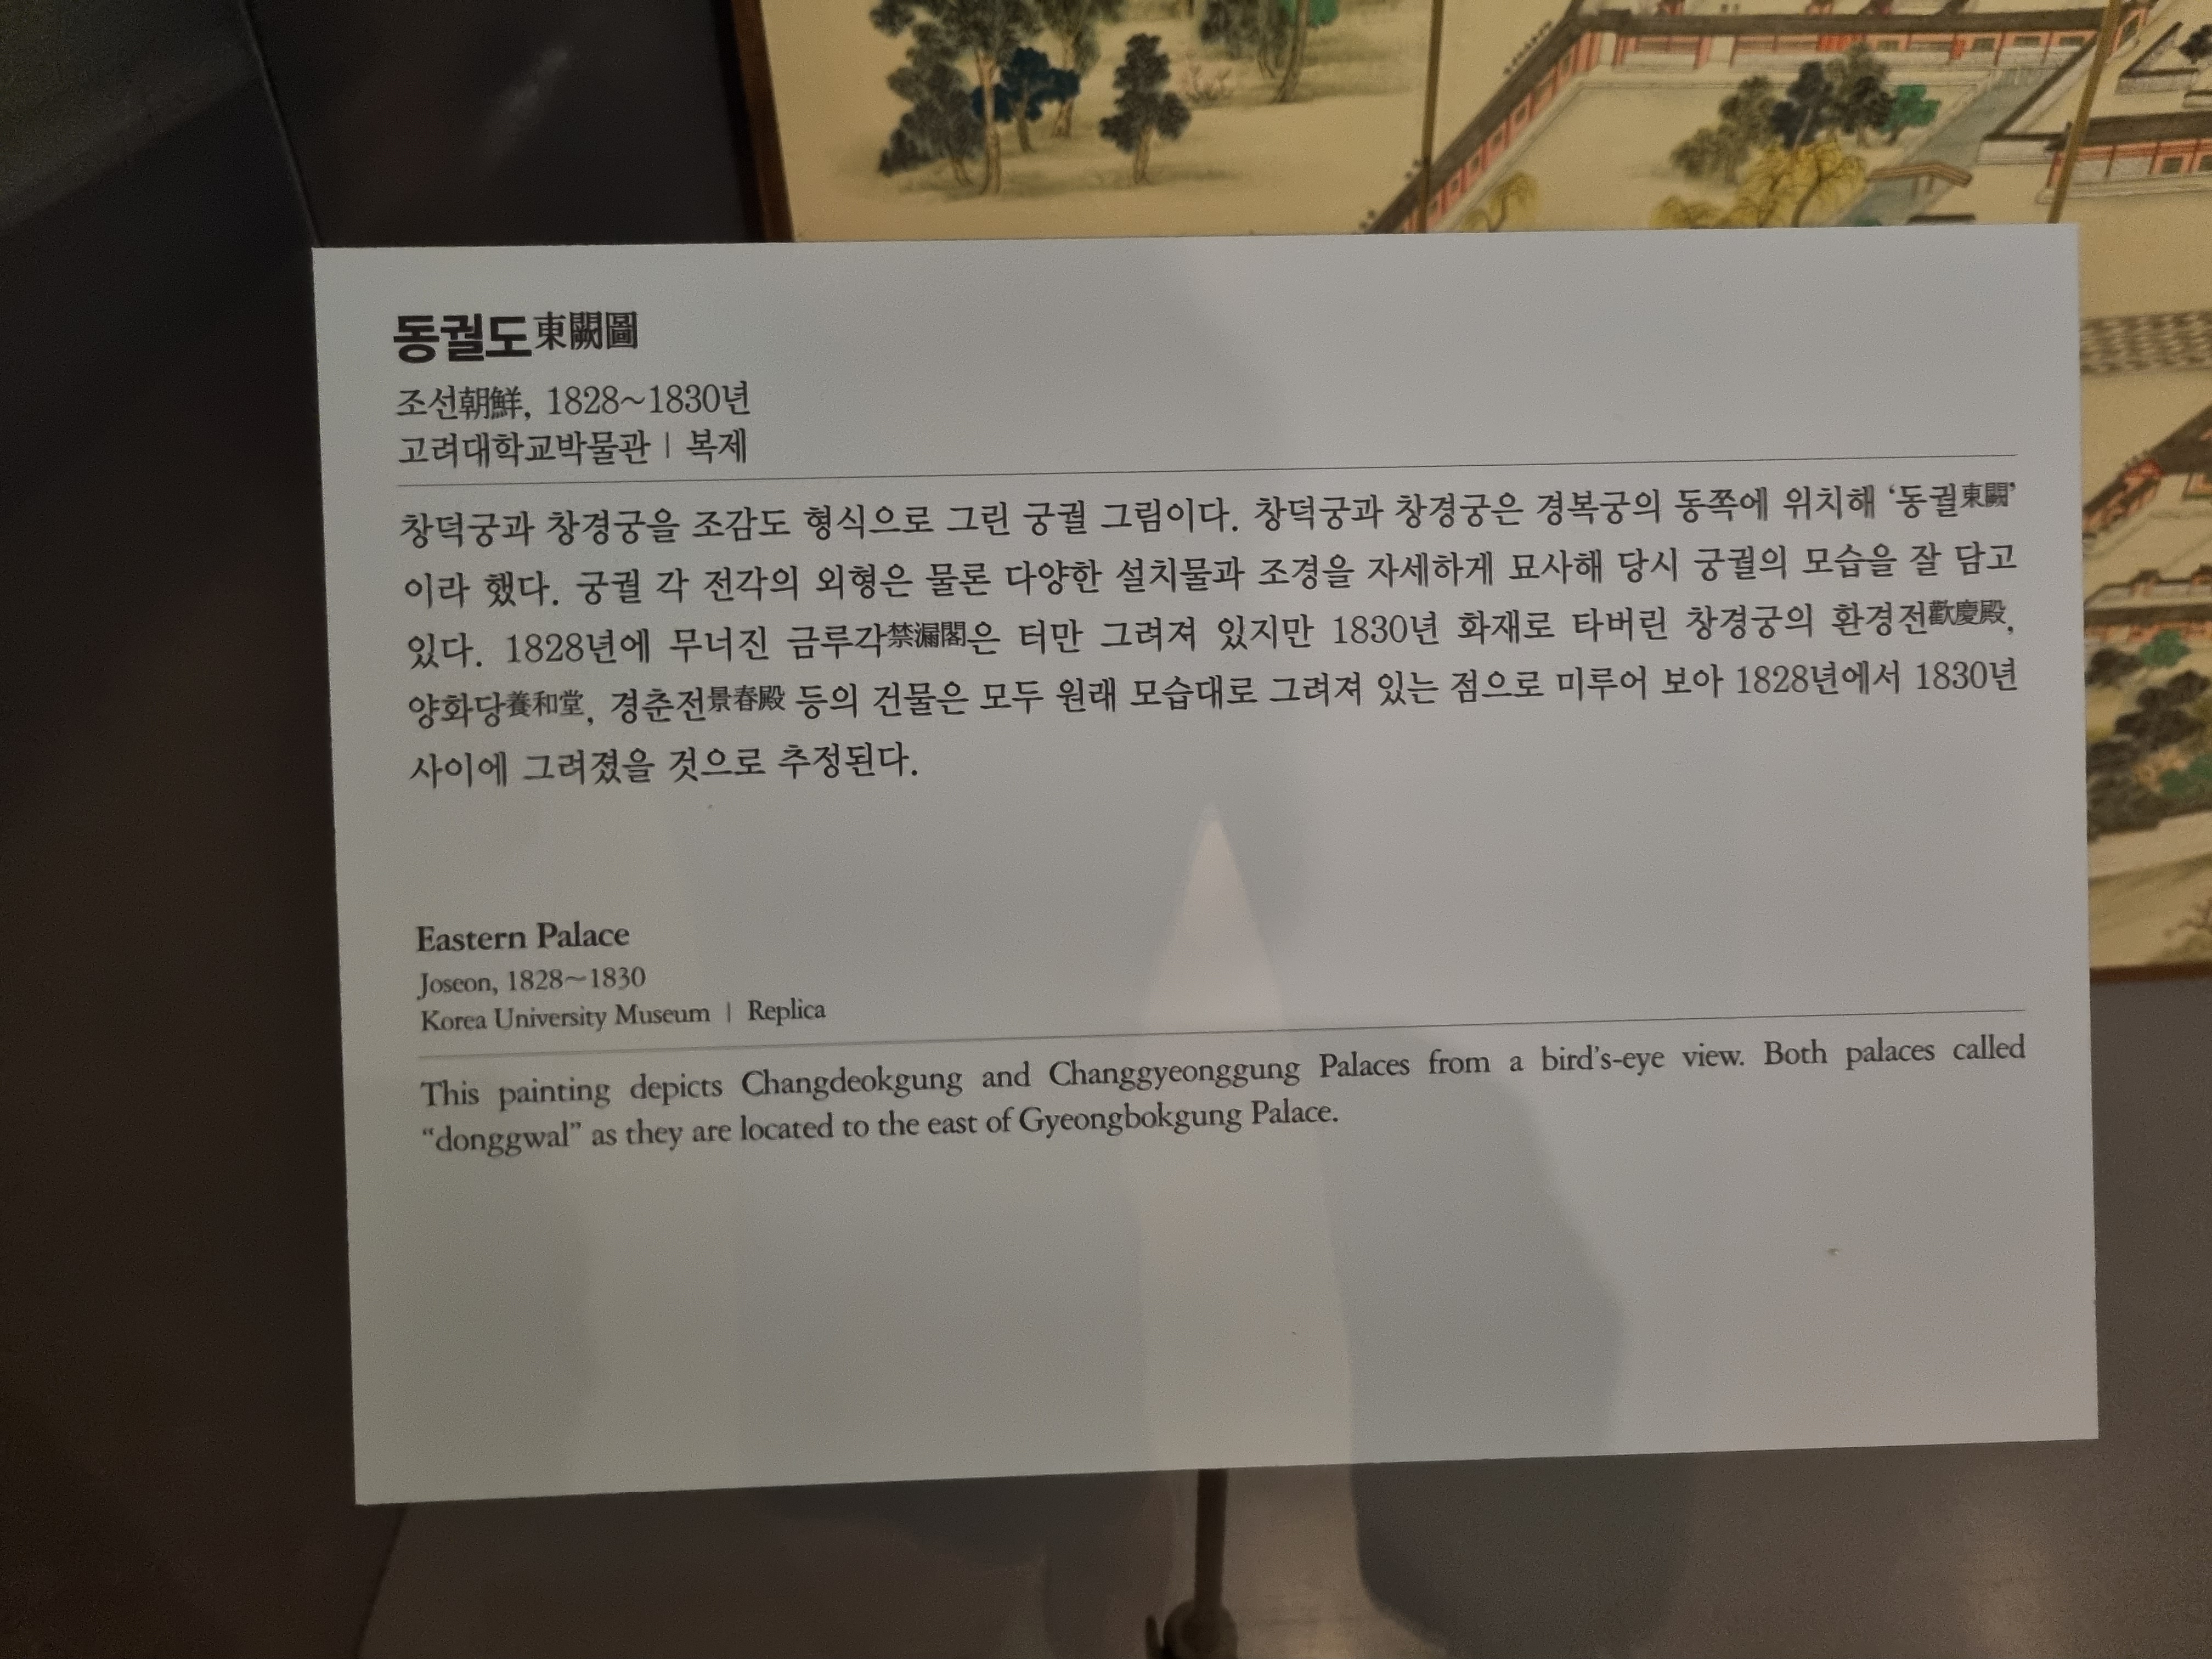 동궐도東闕圖
조선朝鮮, 1828~1830년
고려대학교박물관 | 복제
창덕궁과 창경궁을 조감도 형식으로 그린 궁궐 그림이다. 창덕궁과 창경궁은 경복궁의 동쪽에 위치해 ‘동궐東闕’
이라 했다. 궁궐 각 전각의 외형은 물론 다양한 설치물과 조경을 자세하게 묘사해 당시 궁궐의 모습을 잘 담고
있다. 1828년에 무너진 금루각禁漏閣은 터만 그려져 있지만 1830년 화재로 타버린 창경궁의 환경전歡慶殿,
양화당養和堂, 경춘전景春殿 등의 건물은 모두 원래 모습대로 그려져 있는 점으로 미루어 보아 1828년에서 1830년
사이에 그려졌을 것으로 추정된다.
Eastern Palace
Joseon, 1828~1830
Korea University Museum | Replica
This painting depicts Changdeokgung and Changgyeonggung Palaces from a bird's-eye view. Both palaces called
“donggwal” as they are located to the east of Gyeongbokgung Palace.